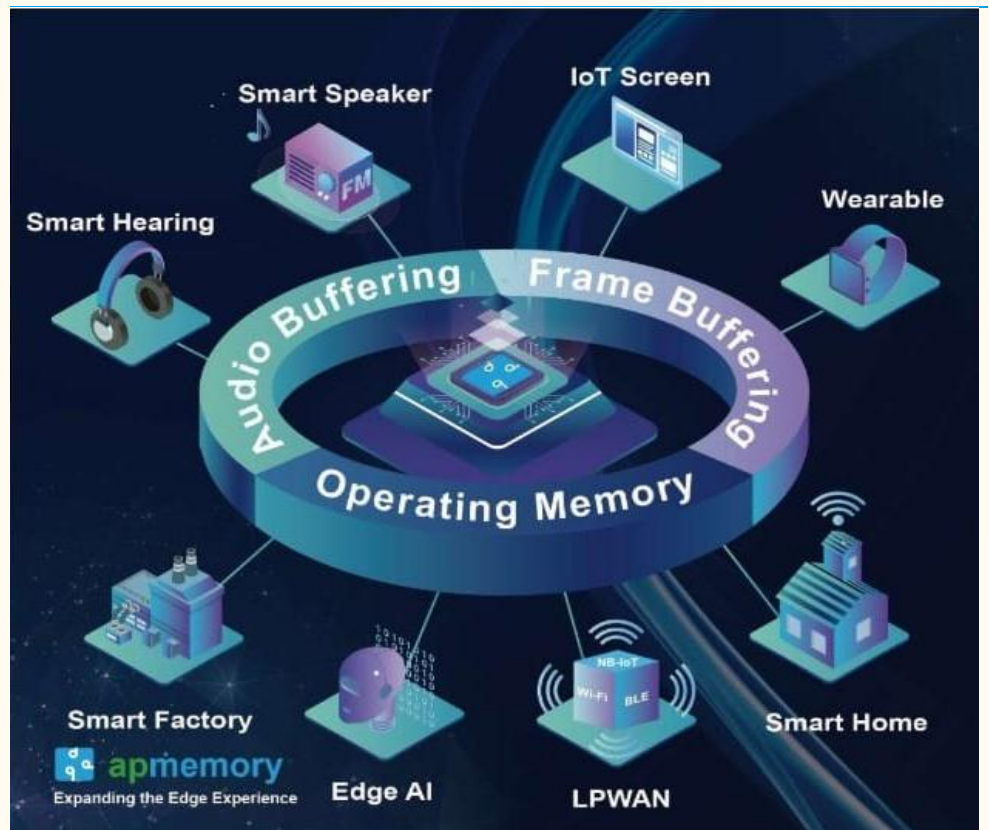 Smart Speaker
IoT Screen
Wearable
Smart Hearing
FM
Audio Buffering
Frame Buffering
Operating Memory
NB-IoT
Wi-Fi
BLE
Smart Factory
Smart Home
Edge AI
LPWAN
apmemory
Expanding the Edge Experience